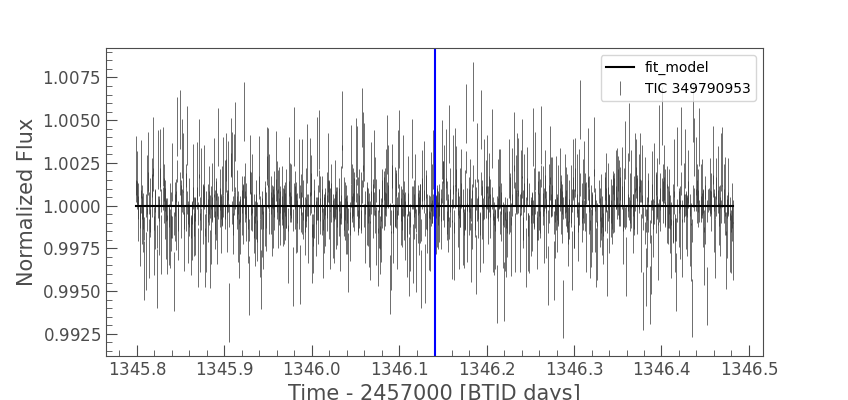 fit_model
TIC 349790953
1.0075
1.0050
1.0025
1.0000
0.9975
0.9950
0.9925
Normalized Flux
1345.8 1345.9 1346.0 1346.1 1346.2 1346.3 1346.4 1346.5
Time - 2457000 [BTJD days]